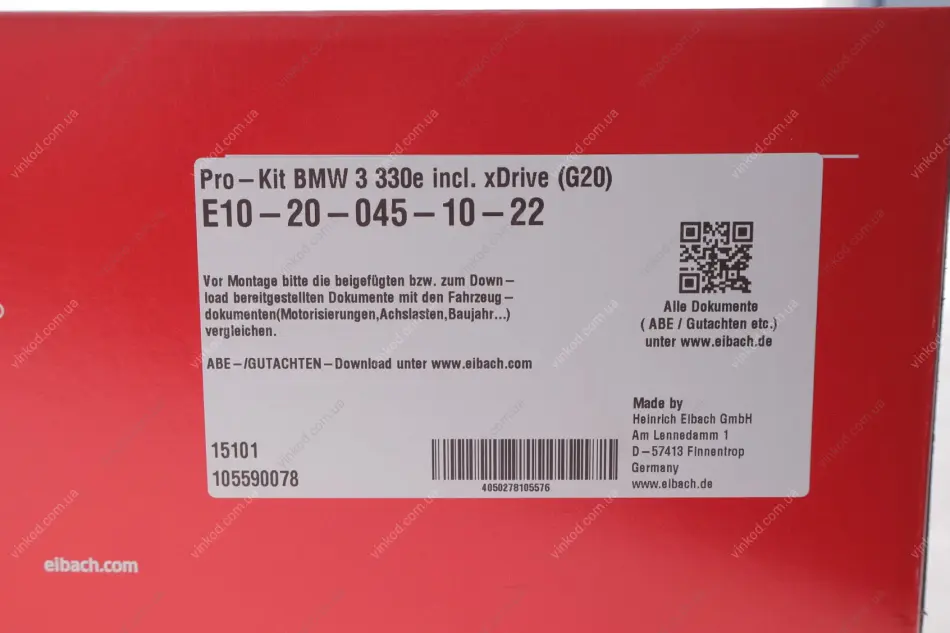 Pro-Kit BMW 3 330e incl. xDrive (G20)
E10-20-045-10-22
Vor Montage bitte die beigefügten bzw. zum Down-
load bereitgestellten Dokumente mit den Fahrzeug-
dokumenten(Motorisierungen,Achslasten,Baujahr...)
vergleichen.
ABE-/GUTACHTEN-Download unter www.eibach.com
Alle Dokumente
( ABE / Gutachten etc.)
unter www.eibach.de
15101
105590078
4050278105576
Made by
Heinrich Eibach GmbH
Am Lennedamm 1
D-57413 Finnentrop
Germany
www.eibach.de
eibach.com
vinkod.com.ua